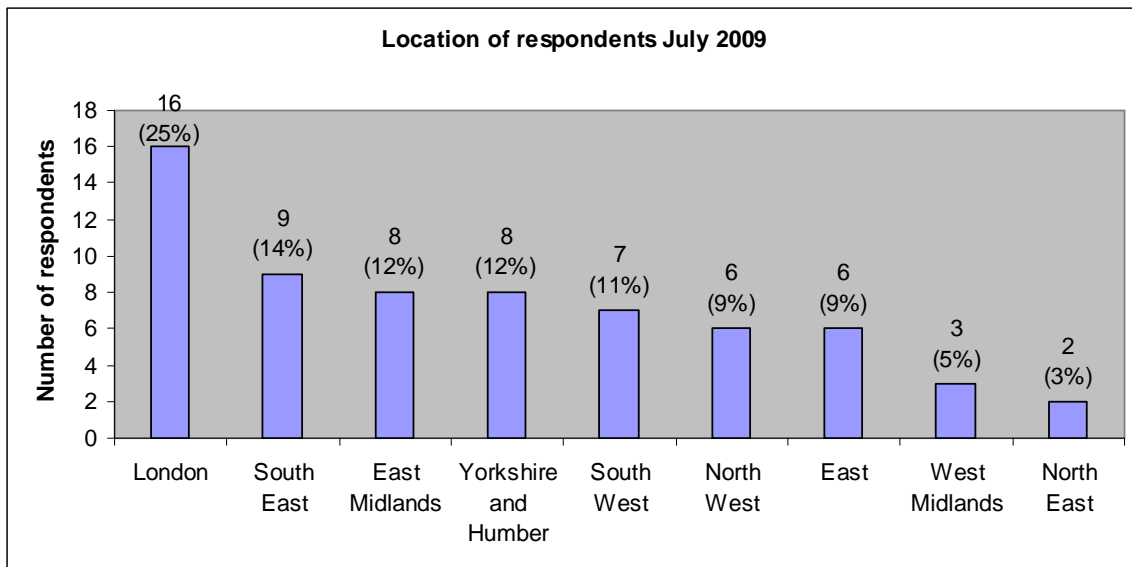 Location of respondents July 2009
Number of respondents
18
16
14
12
10
8
6
4
2
0
16
(25%)
9
(14%)
8
(12%)
8
(12%)
7
(11%)
6
(9%)
6
(9%)
3
(5%)
2
(3%)
London
South
East
East
Midlands
Yorkshire
and
Humber
South
West
North
West
East
West
Midlands
North
East